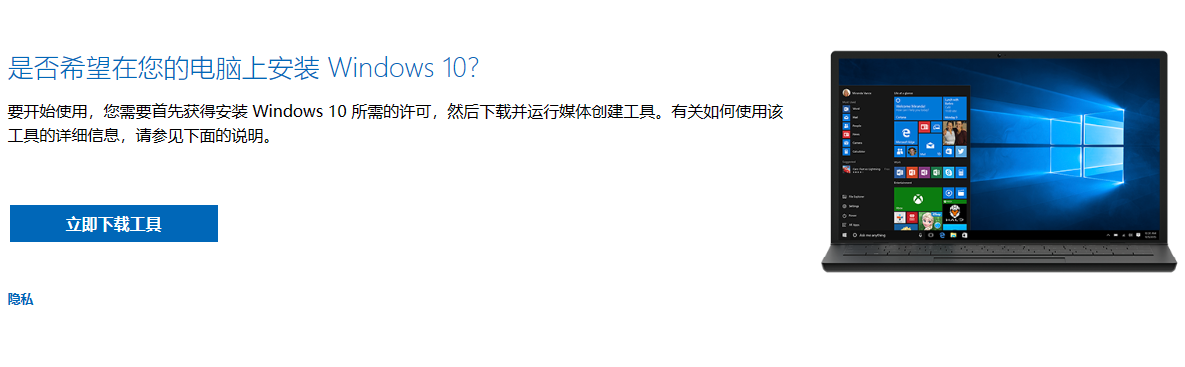 是否希望在您的电脑上安装 Windows 10？
要开始使用，您需要首先获得安装 Windows 10 所需的许可，然后下载并运行媒体创建工具。有关如何使用该
工具的详细信息，请参见下面的说明。
立即下载工具
隐私